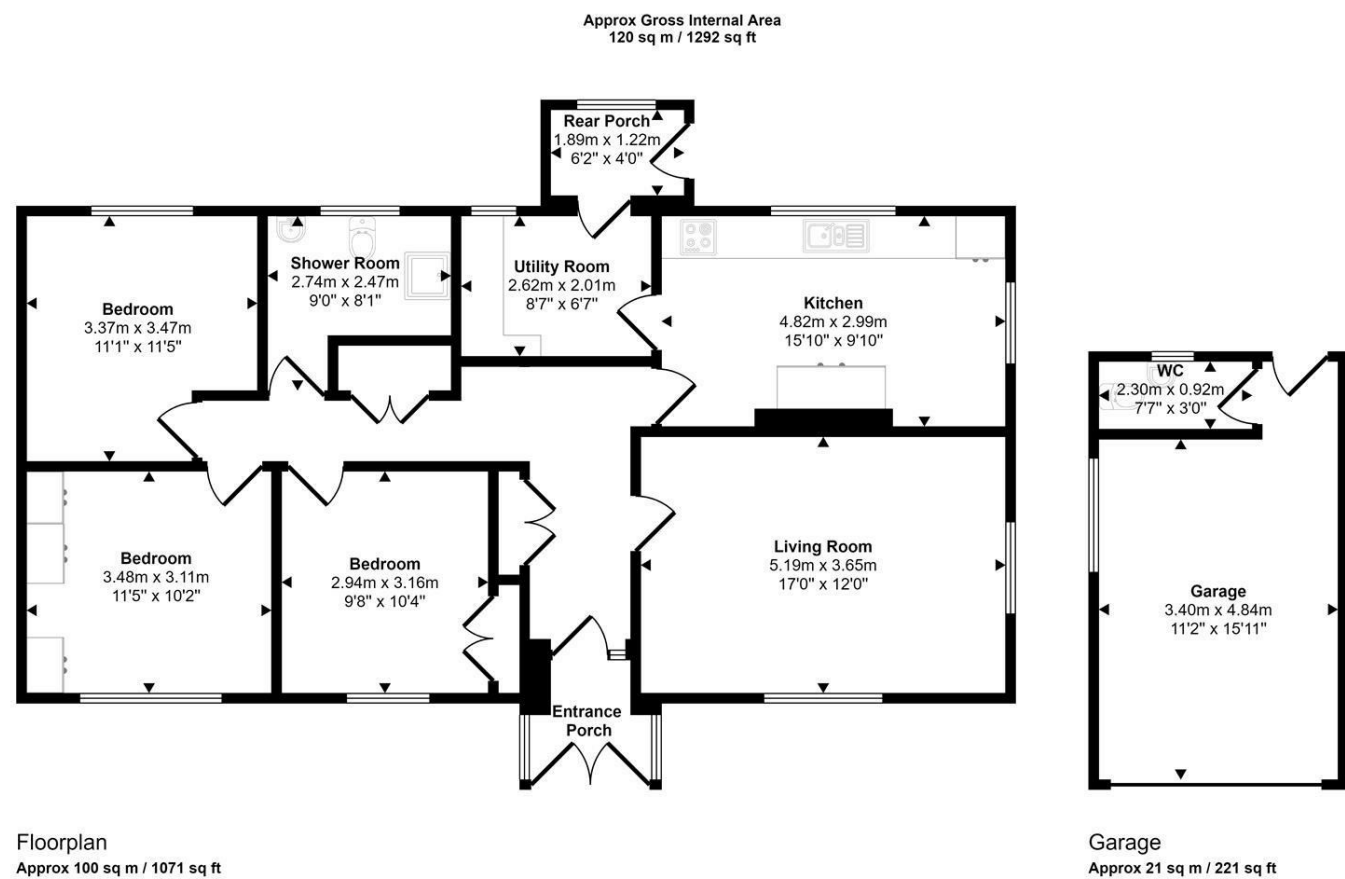 Approx Gross Internal Area
120 sq m / 1292 sq ft
Rear Porch
1.89m x 1.22m
6'2" x 4'0"
Shower Room
2.74m x 2.47m
9'0" x 8'1"
Utility Room
2.62m x 2.01m
8'7" x 6'7"
Kitchen
4.82m x 2.99m
15'10" x 9'10"
Bedroom
3.37m x 3.47m
11'1" x 11'5"
WC
2.30m x 0.92m
7'7" x 3'0"
Bedroom
3.48m x 3.11m
11'5" x 10'2"
Bedroom
2.94m x 3.16m
9'8" x 10'4"
Living Room
5.19m x 3.65m
17'0" x 12'0"
Garage
3.40m x 4.84m
11'2" x 15'11"
Entrance
Porch
Floorplan
Approx 100 sq m / 1071 sq ft
Garage
Approx 21 sq m / 221 sq ft